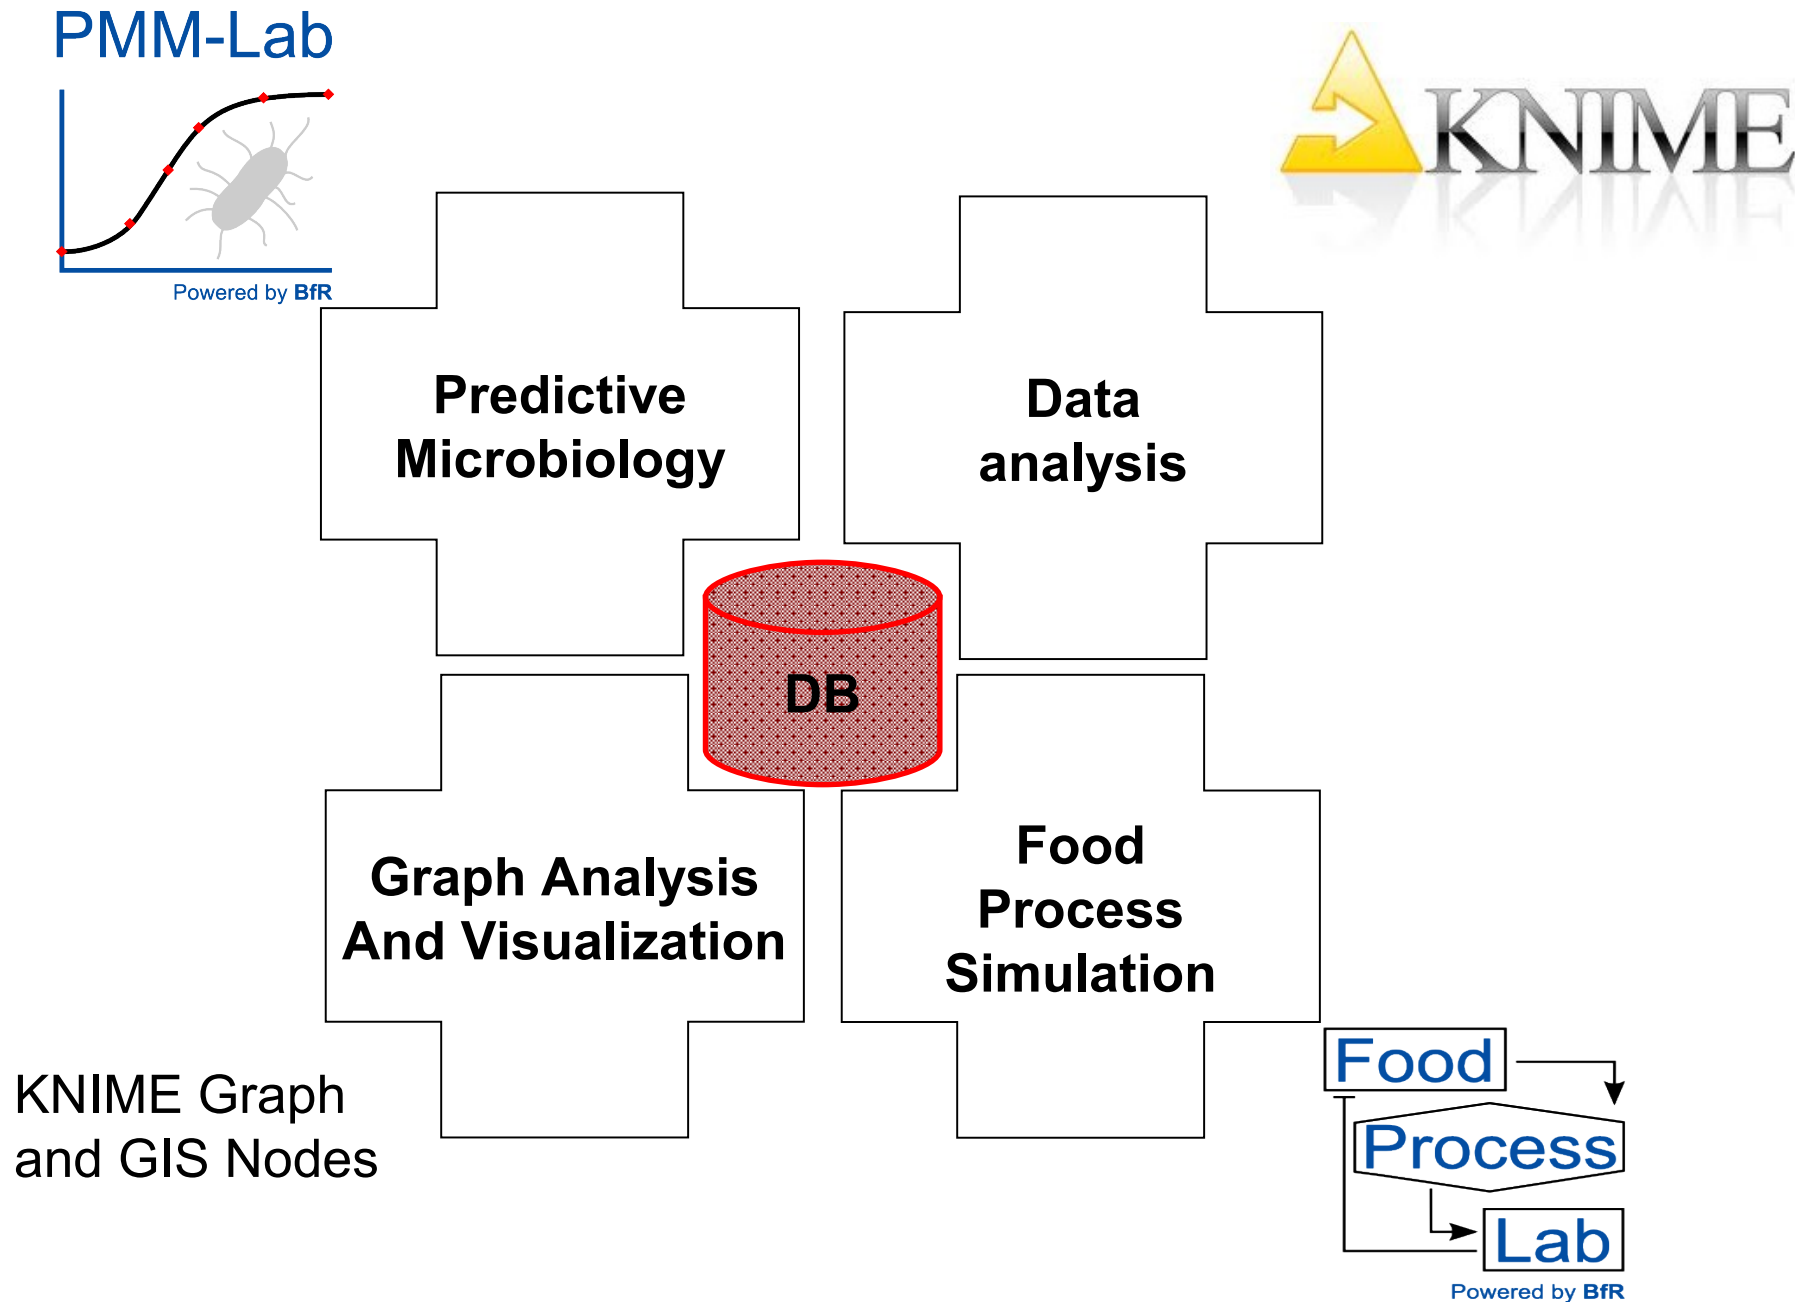 PMM-Lab
Powered by BfR
KNIME
Predictive
Microbiology
Data
analysis
DB
Graph Analysis
And Visualization
Food
Process
Simulation
KNIME Graph
and GIS Nodes
Food
Process
Lab
Powered by BfR